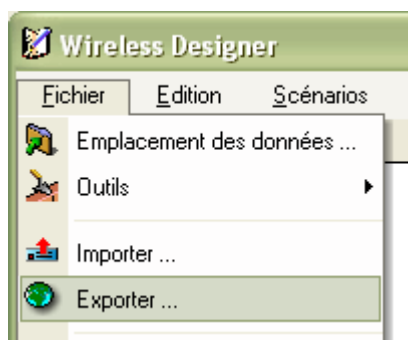 Wireless Designer
Fichier Edition Scénarios
Emplacement des données ...
Outils
Importer ...
Exporter ...